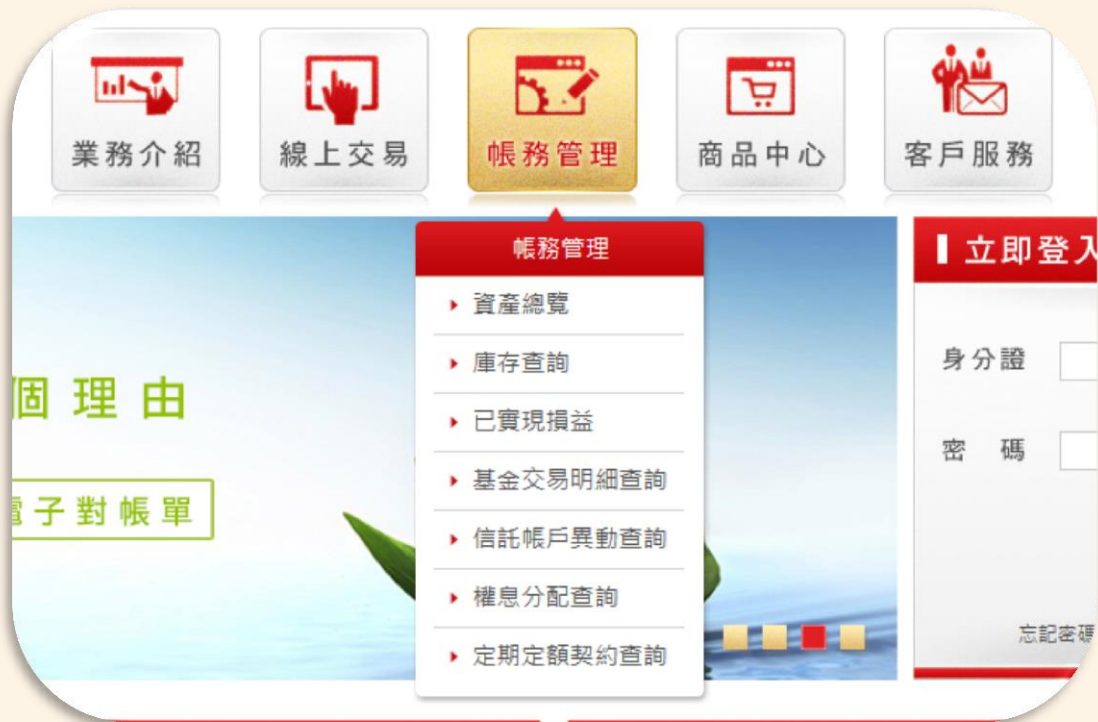 業務介紹
線上交易
帳務管理
商品中心
客戶服務
帳務管理
資產總覽
庫存查詢
已實現損益
基金交易明細查詢
信託帳戶異動查詢
權息分配查詢
定期定額契約查詢
個理由
電子對帳單
立即登入
身分證
密碼
忘記密碼